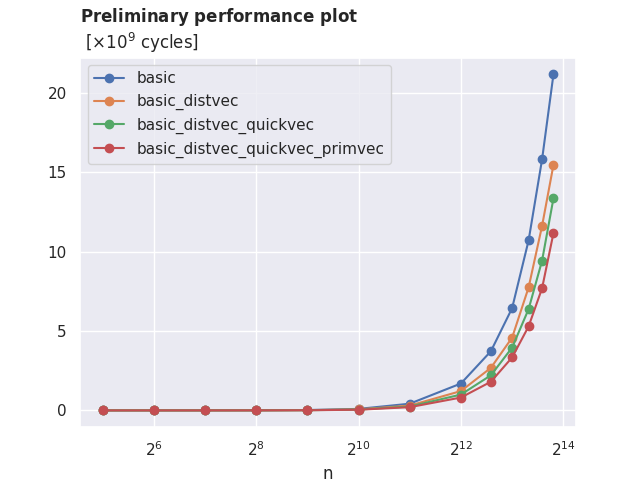 Preliminary performance plot
[×10⁹ cycles]
basic
basic_distvec
basic_distvec_quickvec
basic_distvec_quickvec_primvec
20
15
10
5
0
2⁶ 2⁸ 2¹⁰ 2¹² 2¹⁴
n